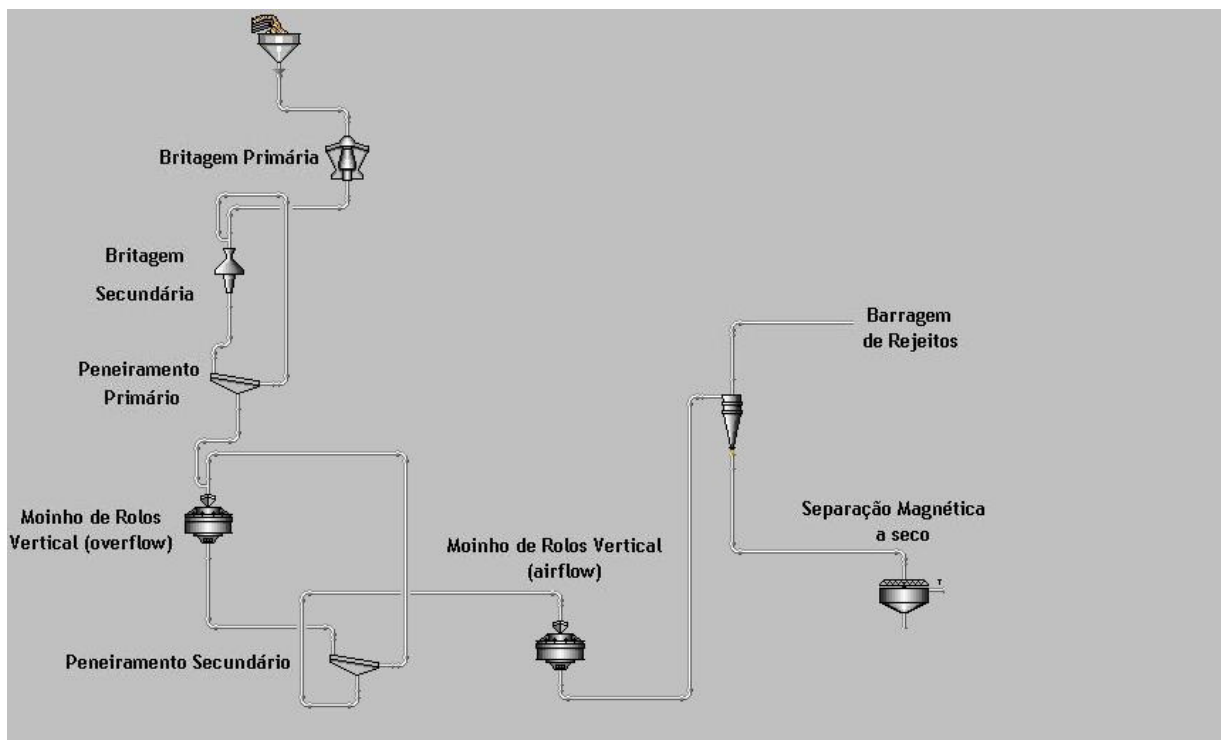 Britagem Primária
Britagem
Secundária
Peneiramento
Primário
Moinho de Rolos
Vertical (overflow)
Peneiramento Secundário
Moinho de Rolos Vertical
(airflow)
Barragem
de Rejeitos
Separação Magnética
a seco
T